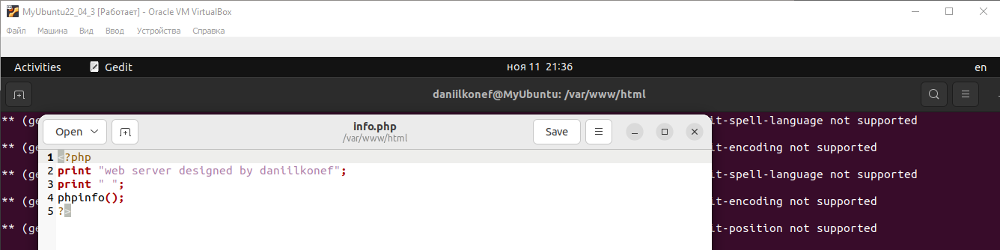 MyUbuntu22_04_3 [Работает] - Oracle VM VirtualBox
Файл Машина Вид Ввод Устройства Справка
Activities Gedit ноя 11 21:36 en
daniilkonef@MyUbuntu: /var/www/html
Open info.php Save
/var/www/html
** (ge it-spell-language not supported
** (ge it-encoding not supported
** (ge it-spell-language not supported
** (ge it-encoding not supported
** (ge it-position not supported
1 <?php
2 print "web server designed by daniilkonef";
3 print " ";
4 phpinfo();
5 ?>